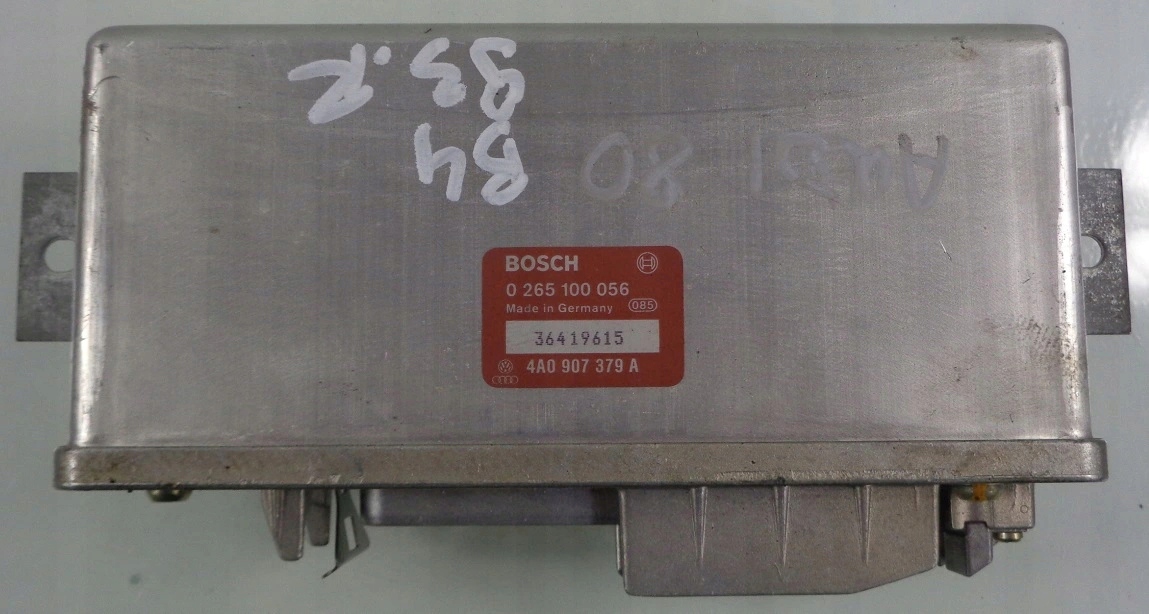 93.R
B4
AUDI 80
BOSCH
0 265 100 056
Made in Germany 085
36419615
4A0 907 379 A